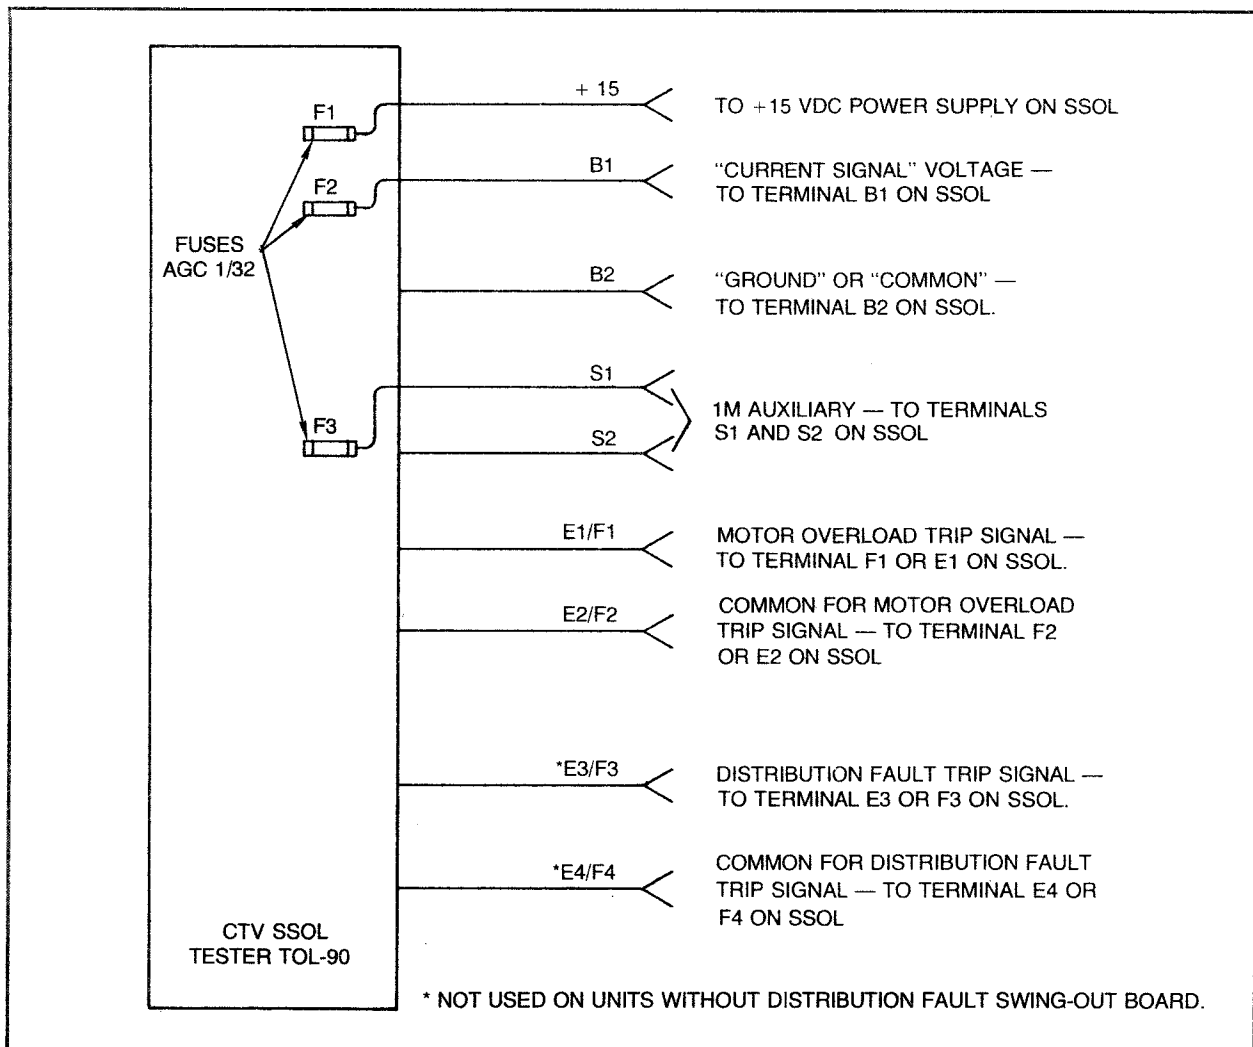 + 15
F1
TO +15 VDC POWER SUPPLY ON SSOL
B1
"CURRENT SIGNAL" VOLTAGE —
TO TERMINAL B1 ON SSOL
F2
FUSES
AGC 1/32
B2
"GROUND" OR "COMMON" —
TO TERMINAL B2 ON SSOL.
S1
F3
1M AUXILIARY — TO TERMINALS
S1 AND S2 ON SSOL
S2
E1/F1
MOTOR OVERLOAD TRIP SIGNAL —
TO TERMINAL F1 OR E1 ON SSOL.
E2/F2
COMMON FOR MOTOR OVERLOAD
TRIP SIGNAL — TO TERMINAL F2
OR E2 ON SSOL
*E3/F3
DISTRIBUTION FAULT TRIP SIGNAL —
TO TERMINAL E3 OR F3 ON SSOL.
*E4/F4
COMMON FOR DISTRIBUTION FAULT
TRIP SIGNAL — TO TERMINAL E4 OR
F4 ON SSOL
CTV SSOL
TESTER TOL-90
* NOT USED ON UNITS WITHOUT DISTRIBUTION FAULT SWING-OUT BOARD.